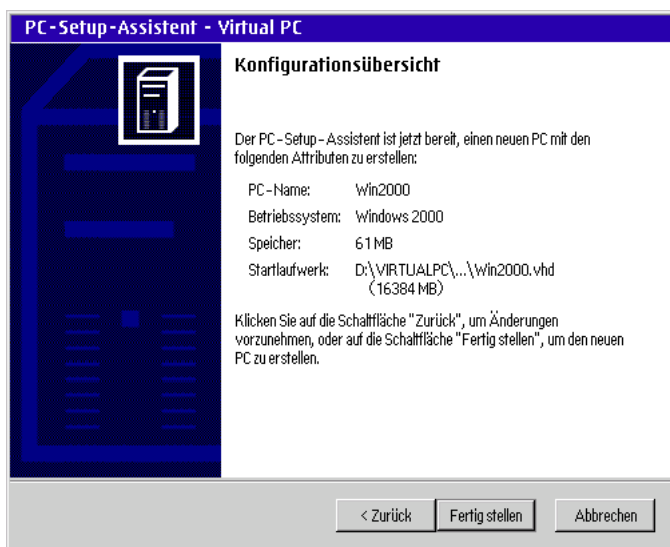 PC-Setup-Assistent - Virtual PC
Konfigurationsübersicht
Der PC-Setup-Assistent ist jetzt bereit, einen neuen PC mit den
folgenden Attributen zu erstellen:
PC-Name: Win2000
Betriebssystem: Windows 2000
Speicher: 61 MB
Startlaufwerk: D:\VIRTUALPC\...\Win2000.vhd
(16384 MB)
Klicken Sie auf die Schaltfläche "Zurück", um Änderungen
vorzunehmen, oder auf die Schaltfläche "Fertig stellen", um den neuen
PC zu erstellen.
< Zurück Fertig stellen Abbrechen